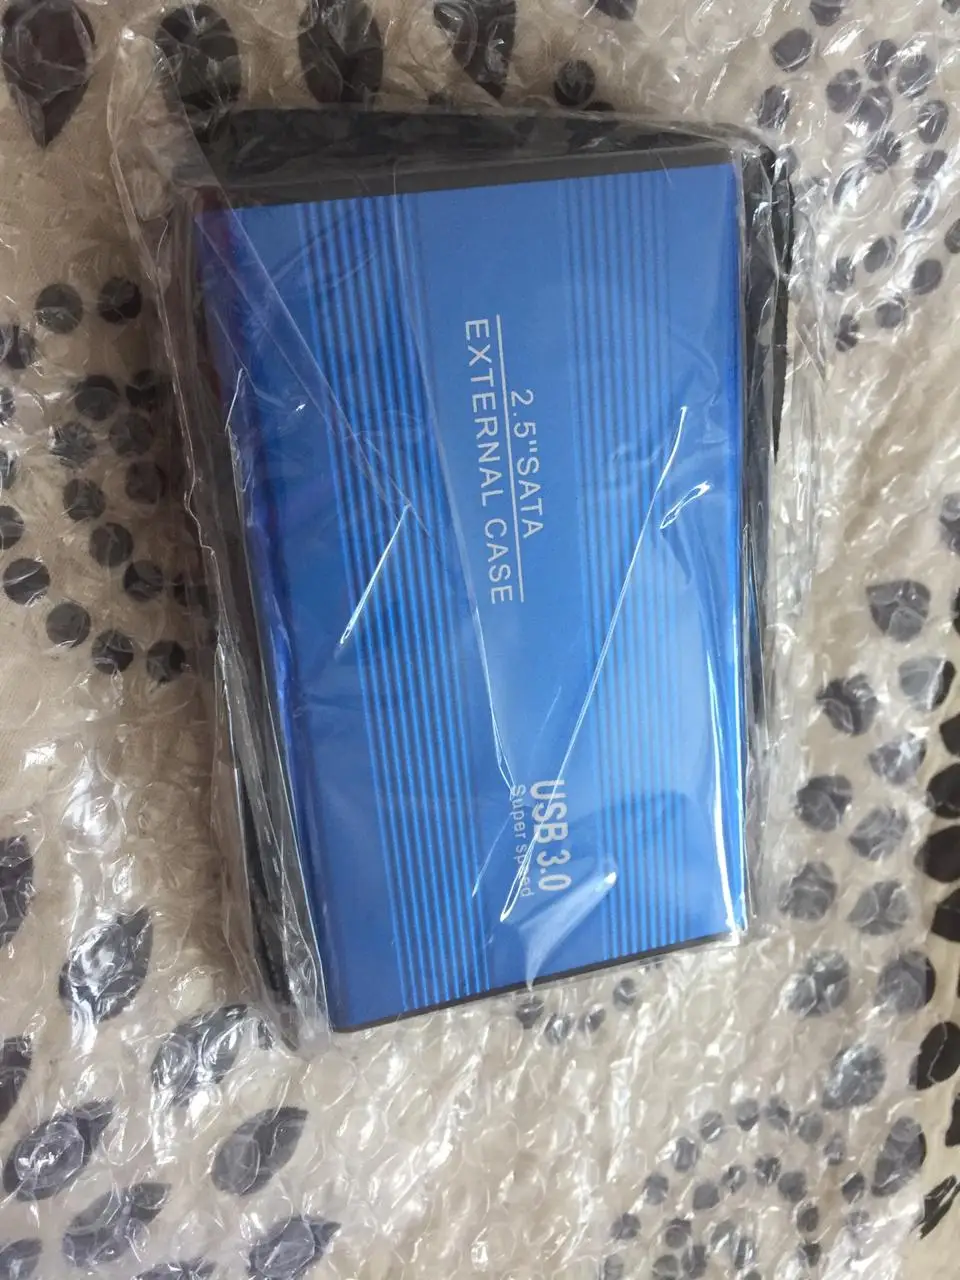 2.5"SATA
EXTERNAL CASE
USB 3.0
Super speed